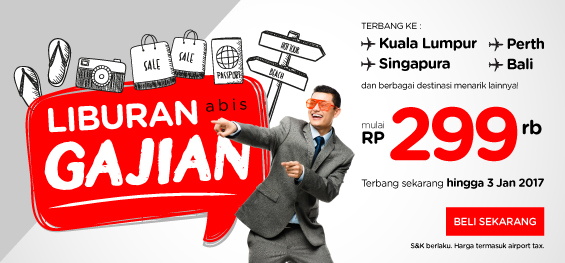 SALE
SALE
PASSPORT
HOT TOUR
BEACH
LIBURAN abis
GAJIAN
TERBANG KE :
Kuala Lumpur
Perth
Singapura
Bali
dan berbagai destinasi menarik lainnya!
mulai
RP 299 rb
Terbang sekarang hingga 3 Jan 2017
BELI SEKARANG
S&K berlaku. Harga termasuk airport tax.